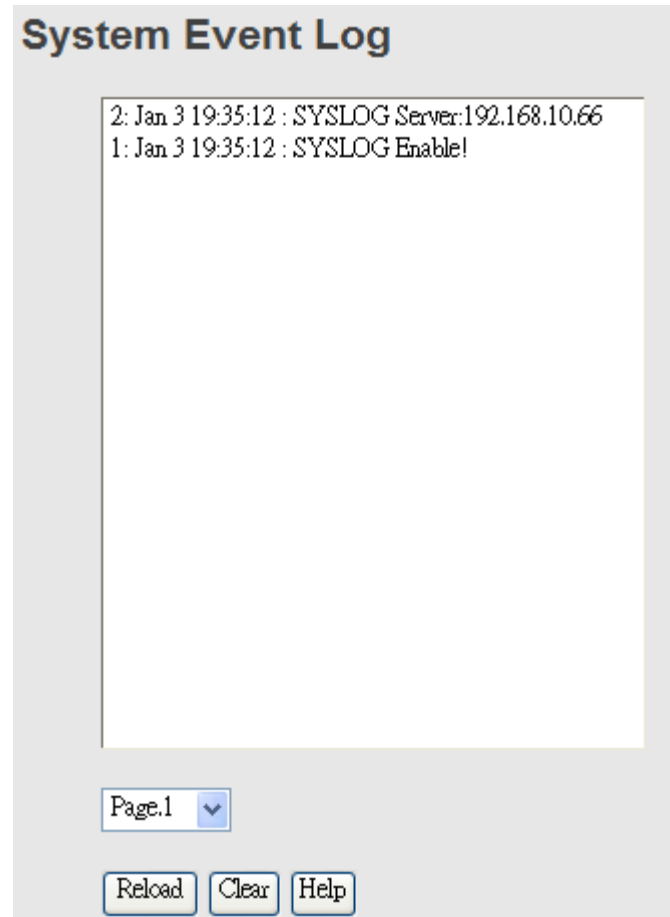 System Event Log
2: Jan 3 19:35:12 : SYSLOG Server:192.168.10.66
1: Jan 3 19:35:12 : SYSLOG Enable!
Page.1
Reload Clear Help